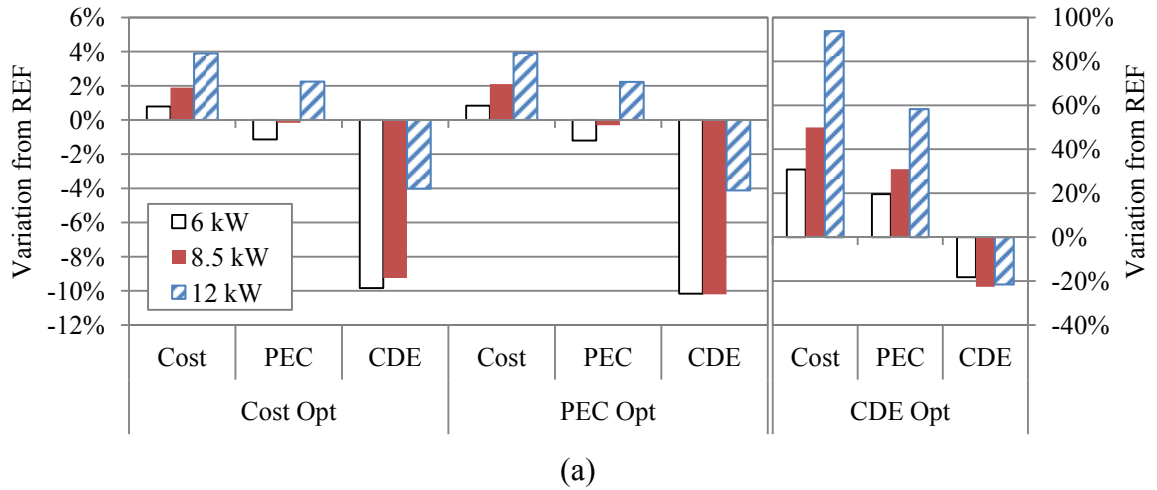 6%
4%
2%
0%
-2%
-4%
-6%
-8%
-10%
-12%
Variation from REF
6 kW
8.5 kW
12 kW
Cost PEC CDE Cost PEC CDE Cost PEC CDE
Cost Opt PEC Opt CDE Opt
100%
80%
60%
40%
20%
0%
-20%
-40%
Variation from REF
(a)